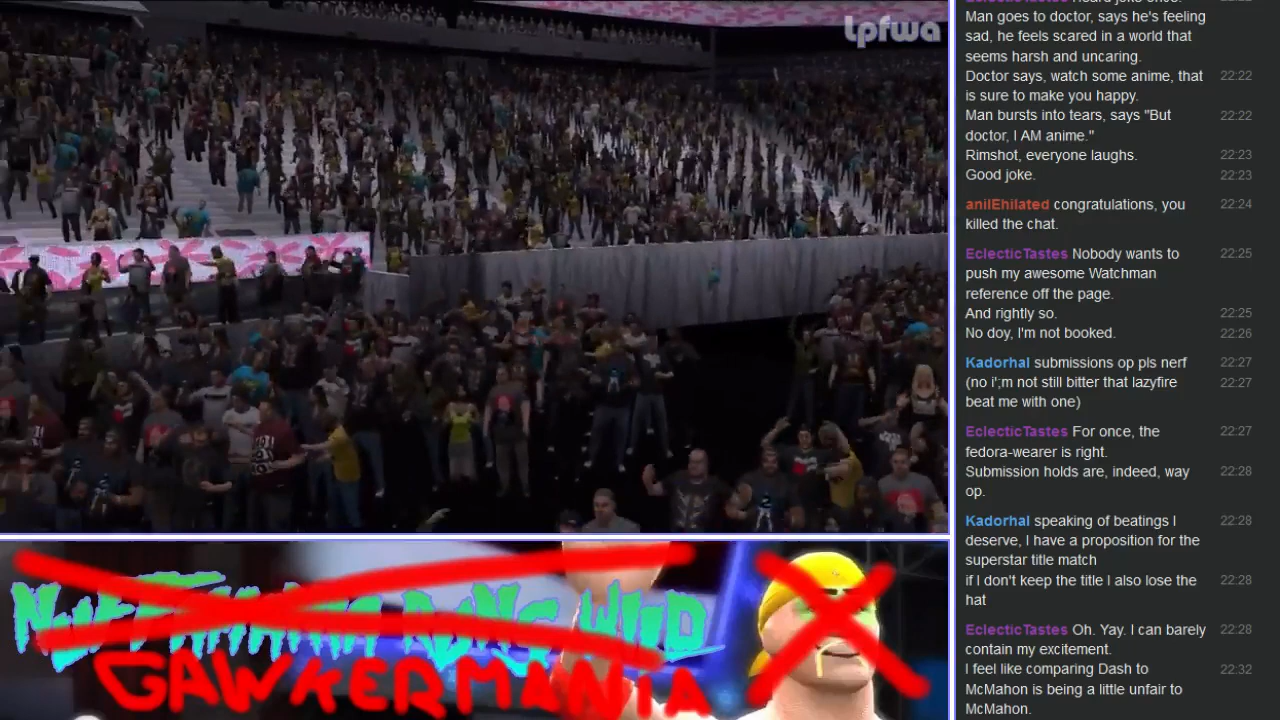 lpfwa
Man goes to doctor, says he's feeling
sad, he feels scared in a world that
seems harsh and uncaring.
Doctor says, watch some anime, that 22:22
is sure to make you happy.
Man bursts into tears, says "But 22:22
doctor, I AM anime."
Rimshot, everyone laughs. 22:23
Good joke. 22:23
anilEhilated congratulations, you 22:24
killed the chat.
EclecticTastes Nobody wants to 22:25
push my awesome Watchman
reference off the page.
And rightly so. 22:25
No doy, I'm not booked. 22:26
Kadorhal submissions op pls nerf 22:27
(no i';m not still bitter that lazyfire 22:27
beat me with one)
EclecticTastes For once, the 22:27
fedora-wearer is right.
Submission holds are, indeed, way 22:28
op.
Kadorhal speaking of beatings I 22:28
deserve, I have a proposition for the
superstar title match
if I don't keep the title I also lose the 22:28
hat
EclecticTastes Oh. Yay. I can barely 22:28
contain my excitement.
I feel like comparing Dash to 22:32
McMahon is being a little unfair to
McMahon.
WILD
GAWKERMANIA